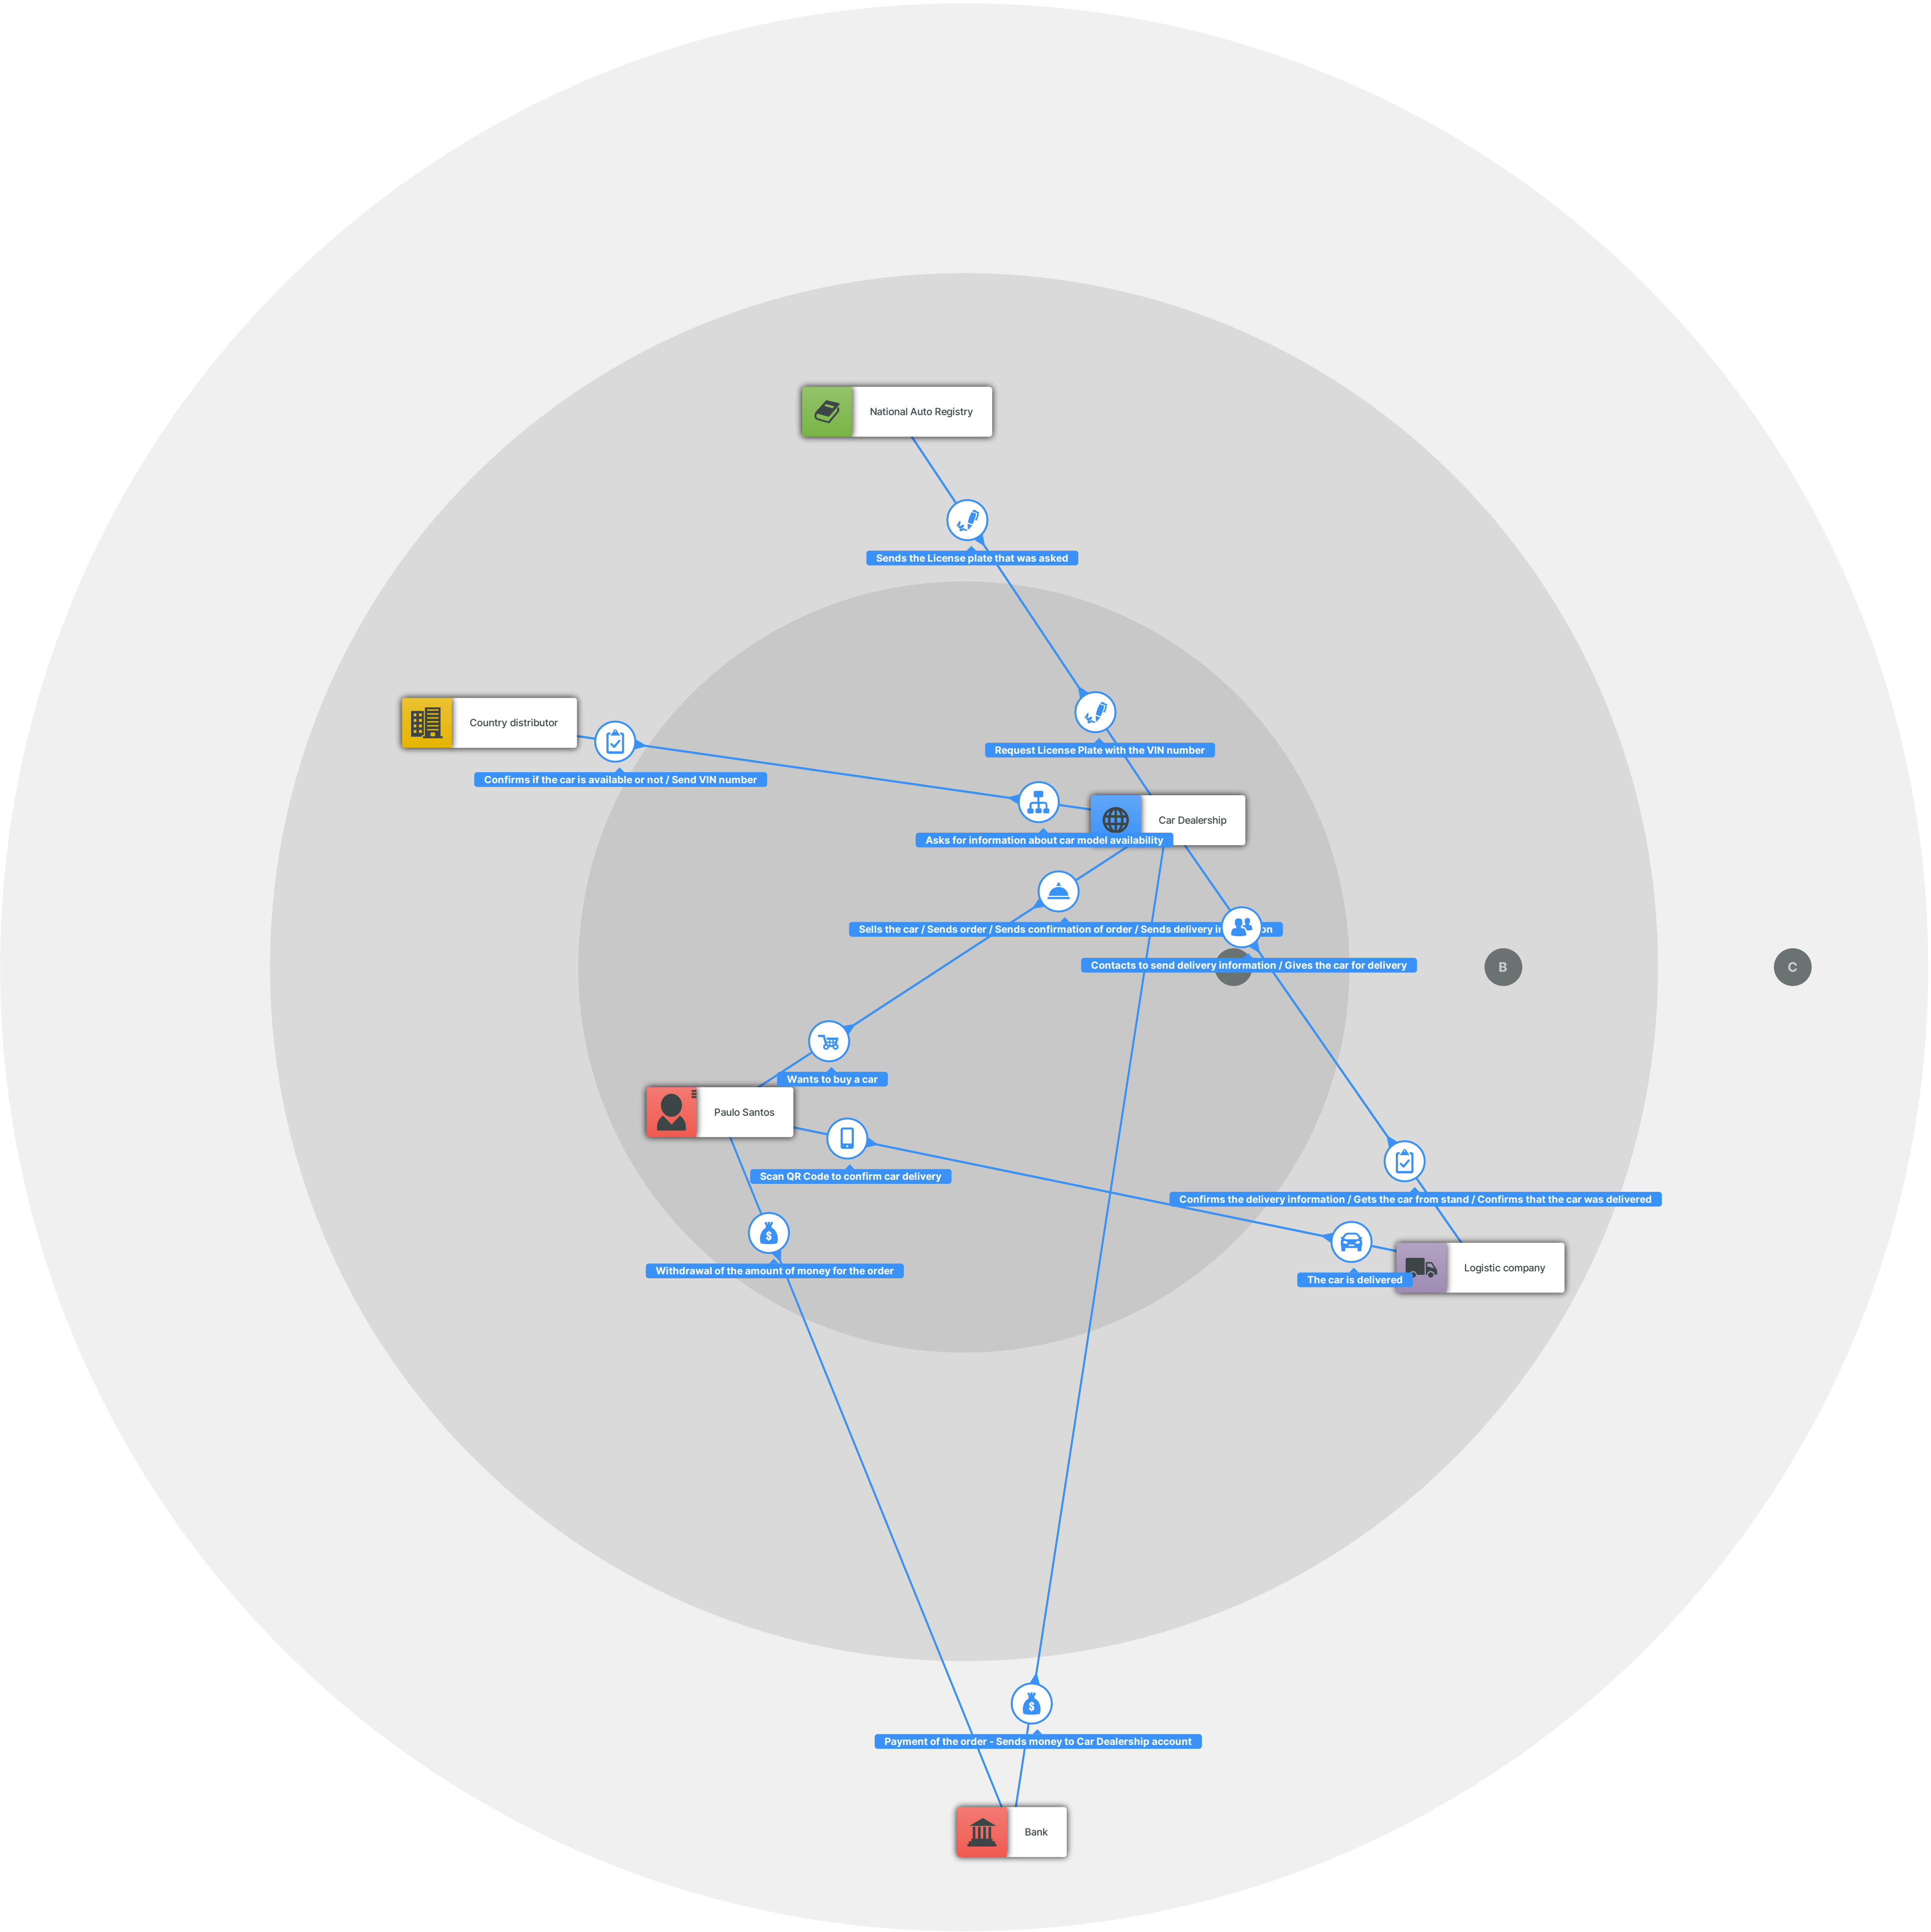 National Auto Registry
Sends the License plate that was asked
Country distributor
Confirms if the car is available or not / Send VIN number
Request License Plate with the VIN number
Car Dealership
Asks for information about car model availability
Sells the car / Sends order / Sends confirmation of order / Sends delivery in on
Contacts to send delivery information / Gives the car for delivery
B
C
Wants to buy a car
Paulo Santos
Scan QR Code to confirm car delivery
Confirms the delivery information / Gets the car from stand / Confirms that the car was delivered
$
Withdrawal of the amount of money for the order
The car is delivered
Logistic company
$
Payment of the order - Sends money to Car Dealership account
Bank